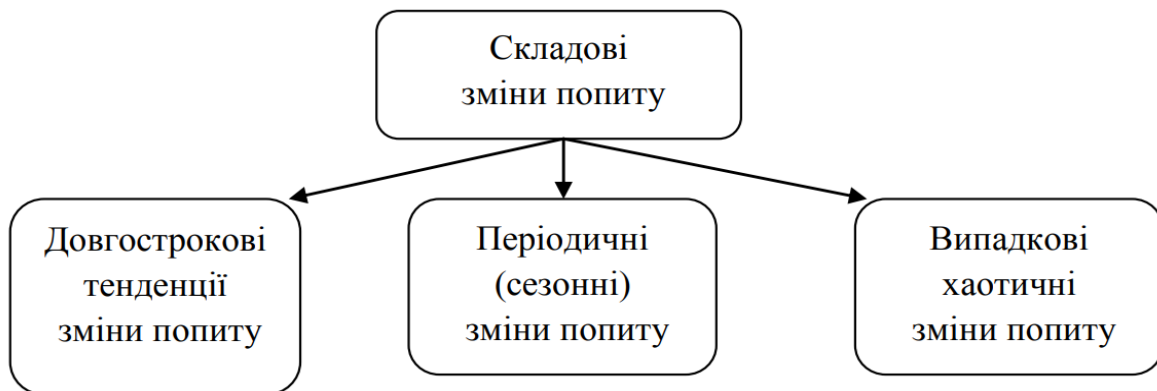 Складові
зміни попиту
Довгострокові
тенденції
зміни попиту
Періодичні
(сезонні)
зміни попиту
Випадкові
хаотичні
зміни попиту